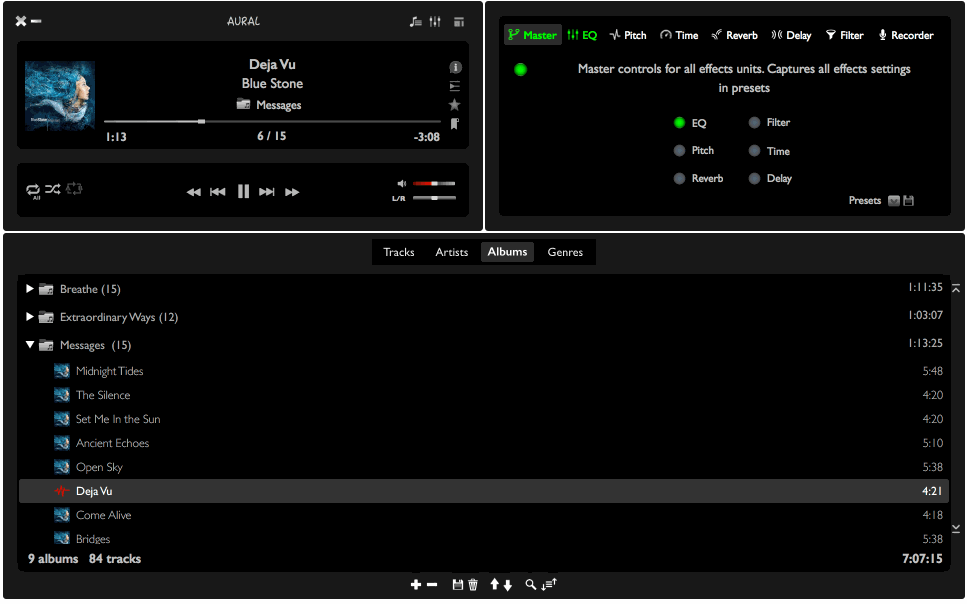 AURAL
Deja Vu
Blue Stone
Messages
1:13 6 / 15 -3:08
All
L/R
Master EQ Pitch Time Reverb Delay Filter Recorder
Master controls for all effects units. Captures all effects settings
in presets
EQ Filter
Pitch Time
Reverb Delay
Presets
Tracks Artists Albums Genres
Breathe (15) 1:11:35
Extraordinary Ways (12) 1:03:07
Messages (15) 1:13:25
Midnight Tides 5:48
The Silence 4:20
Set Me In the Sun 4:20
Ancient Echoes 5:10
Open Sky 5:38
Deja Vu 4:21
Come Alive 4:18
Bridges 5:38
9 albums 84 tracks 7:07:15